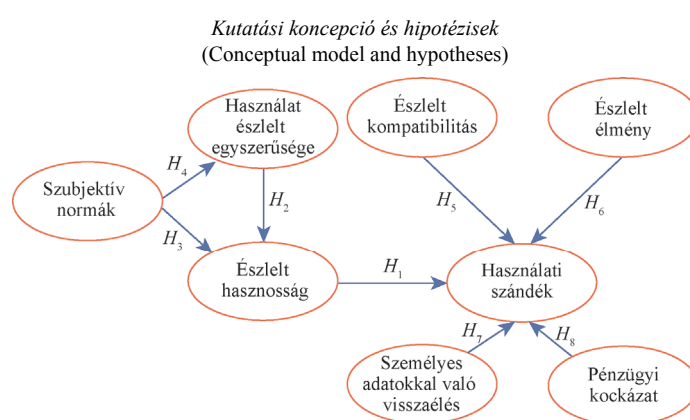 Kutatási koncepció és hipotézisek
(Conceptual model and hypotheses)
Használat
észlelt
egyszerűsége
Észlelt
kompatibilitás
Észlelt
élmény
Szubjektív
normák
H4
H2
H3
H5
H6
Észlelt
hasznosság
H1
Használati
szándék
H7
H8
Személyes
adatokkal való
visszaélés
Pénzügyi
kockázat